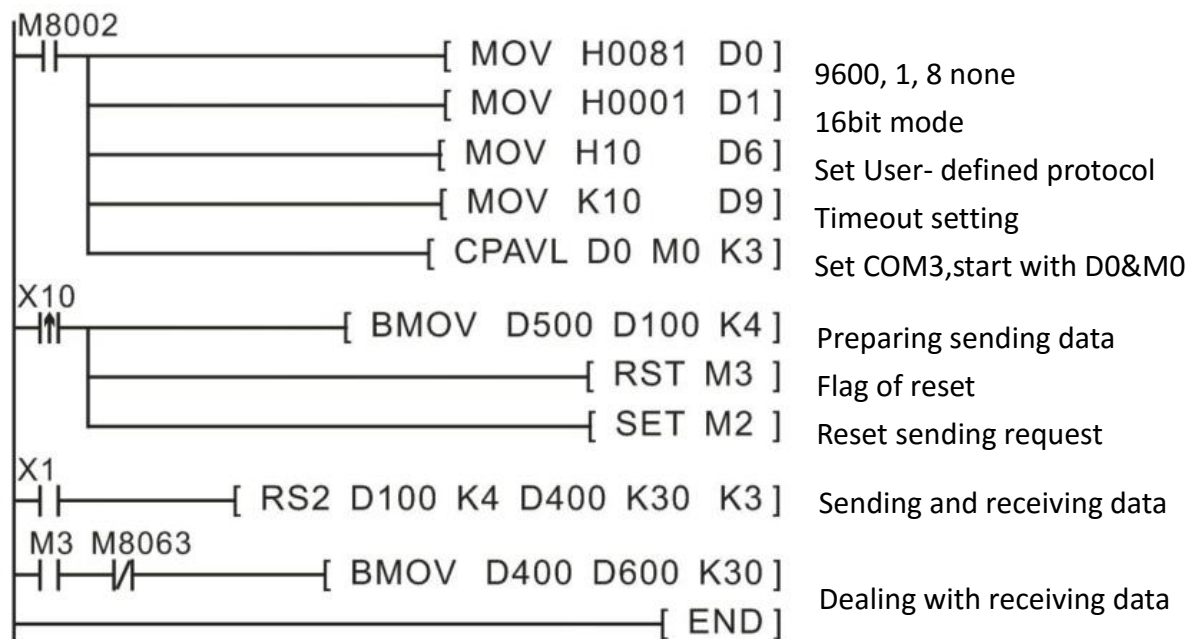 M8002
[ MOV H0081 D0 ]
9600, 1, 8 none
[ MOV H0001 D1 ]
16bit mode
[ MOV H10 D6 ]
Set User- defined protocol
[ MOV K10 D9 ]
Timeout setting
[ CPAVL D0 M0 K3 ]
Set COM3,start with D0&M0
X10
[ BMOV D500 D100 K4 ]
Preparing sending data
[ RST M3 ]
Flag of reset
[ SET M2 ]
Reset sending request
X1
[ RS2 D100 K4 D400 K30 K3 ]
Sending and receiving data
M3 M8063
[ BMOV D400 D600 K30 ]
Dealing with receiving data
[ END ]